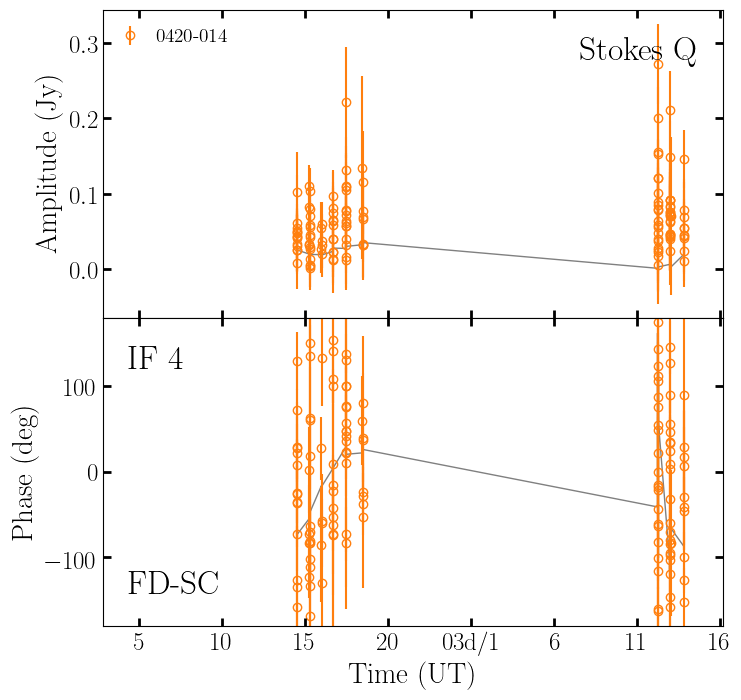 0420-014
Stokes Q
0.3
0.2
0.1
0.0
Amplitude (Jy)
IF 4
100
0
−100
Phase (deg)
FD-SC
5 10 15 20 03d/1 6 11 16
Time (UT)